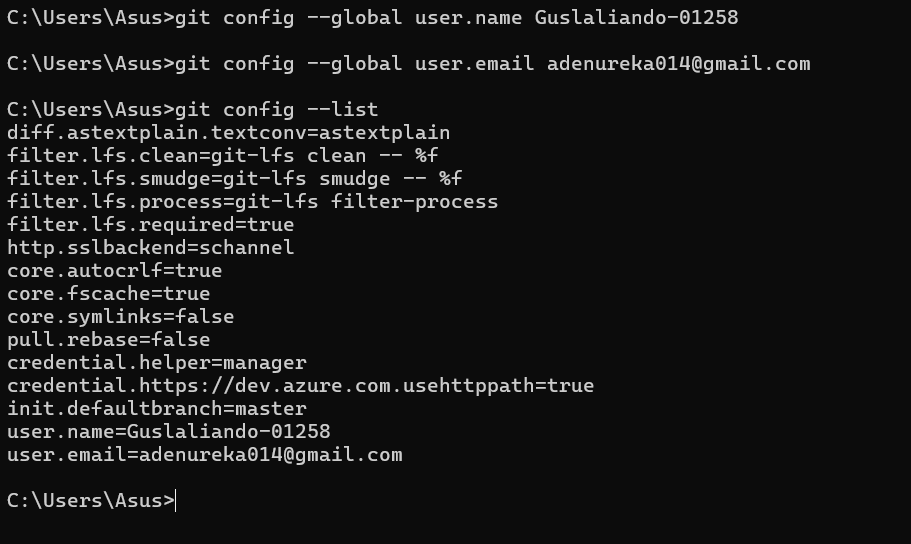 C:\Users\Asus>git config --global user.name Guslaliando-01258
C:\Users\Asus>git config --global user.email adenureka014@gmail.com
C:\Users\Asus>git config --list
diff.astextplain.textconv=astextplain
filter.lfs.clean=git-lfs clean -- %f
filter.lfs.smudge=git-lfs smudge -- %f
filter.lfs.process=git-lfs filter-process
filter.lfs.required=true
http.sslbackend=schannel
core.autocrlf=true
core.fscache=true
core.symlinks=false
pull.rebase=false
credential.helper=manager
credential.https://dev.azure.com.usehttppath=true
init.defaultbranch=master
user.name=Guslaliando-01258
user.email=adenureka014@gmail.com
C:\Users\Asus>